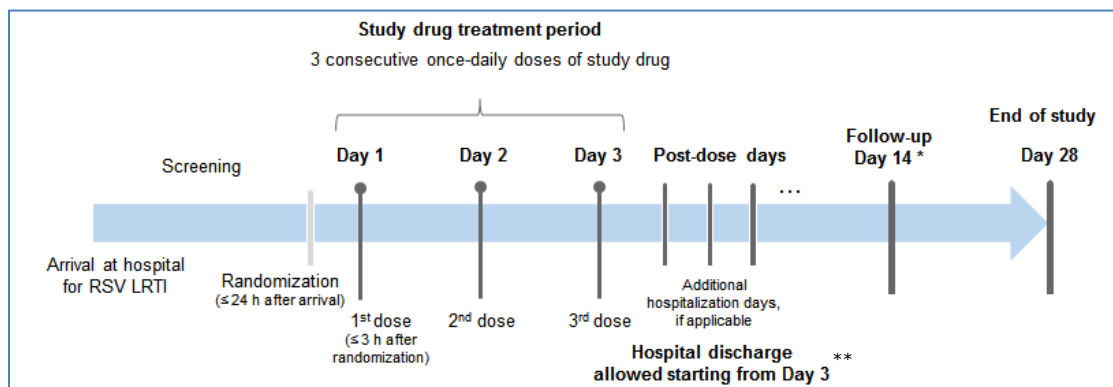 Study drug treatment period
3 consecutive once-daily doses of study drug
Screening
Day 1
Day 2
Day 3
Post-dose days
...
Follow-up
Day 14 *
End of study
Day 28
Arrival at hospital
for RSV LRTI
Randomization
(≤ 24 h after arrival)
1st dose
(≤ 3 h after
randomization)
2nd dose
3rd dose
Additional
hospitalization days,
if applicable
Hospital discharge
allowed starting from Day 3 **